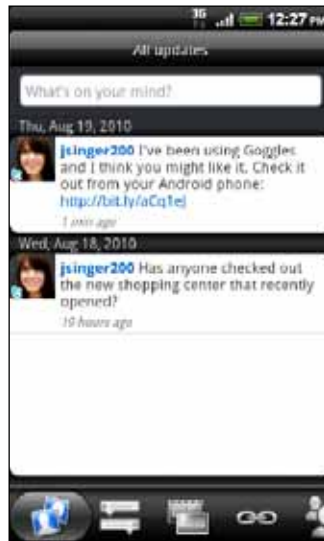 3G 12:27 PM
All updates
What's on your mind?
Thu, Aug 19, 2010
jsinger200 I've been using Goggles
and I think you might like it. Check it
out from your Android phone:
http://bit.ly/aCq1eJ
1 min ago
Wed, Aug 18, 2010
jsinger200 Has anyone checked out
the new shopping center that recently
opened?
19 hours ago